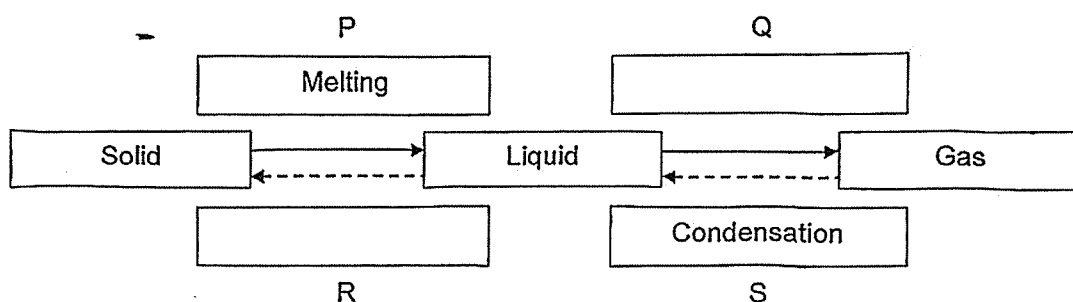 P Q
Melting
Solid Liquid Gas
Condensation
R S